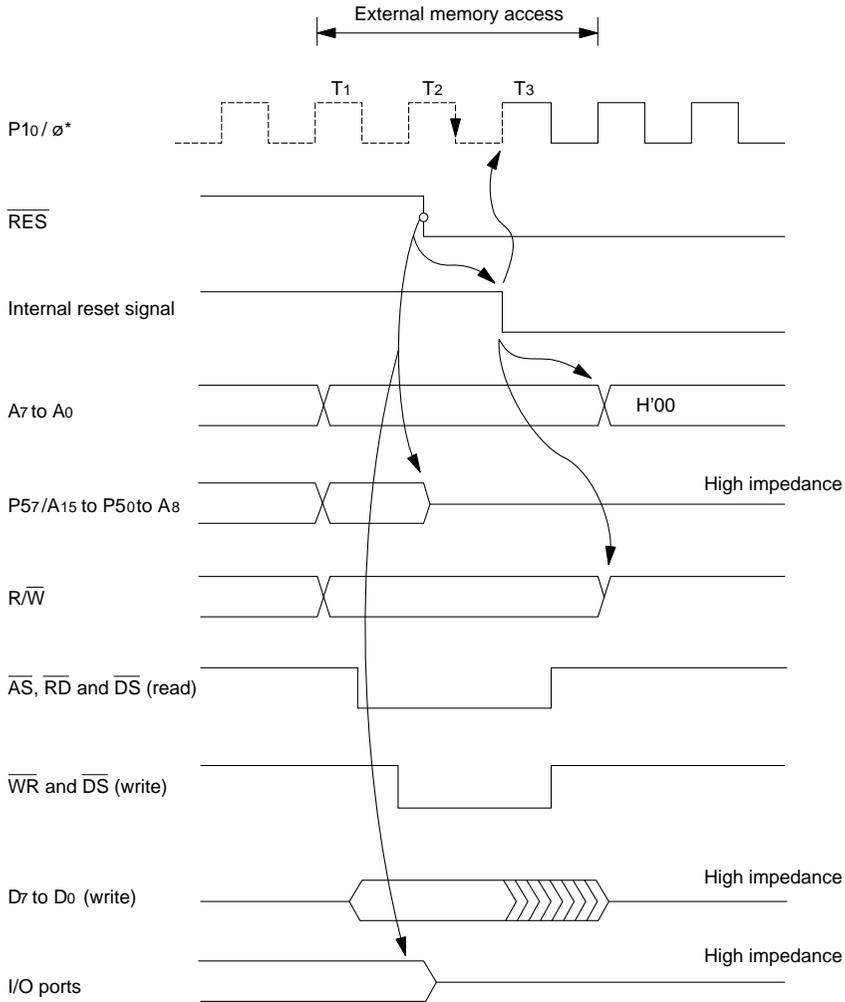 External memory access
T1 T2 T3
P10 / ø*
RES
Internal reset signal
A7 to A0
H'00
P57/A15 to P50to A8
High impedance
R/W
AS, RD and DS (read)
WR and DS (write)
High impedance
D7 to D0 (write)
High impedance
I/O ports